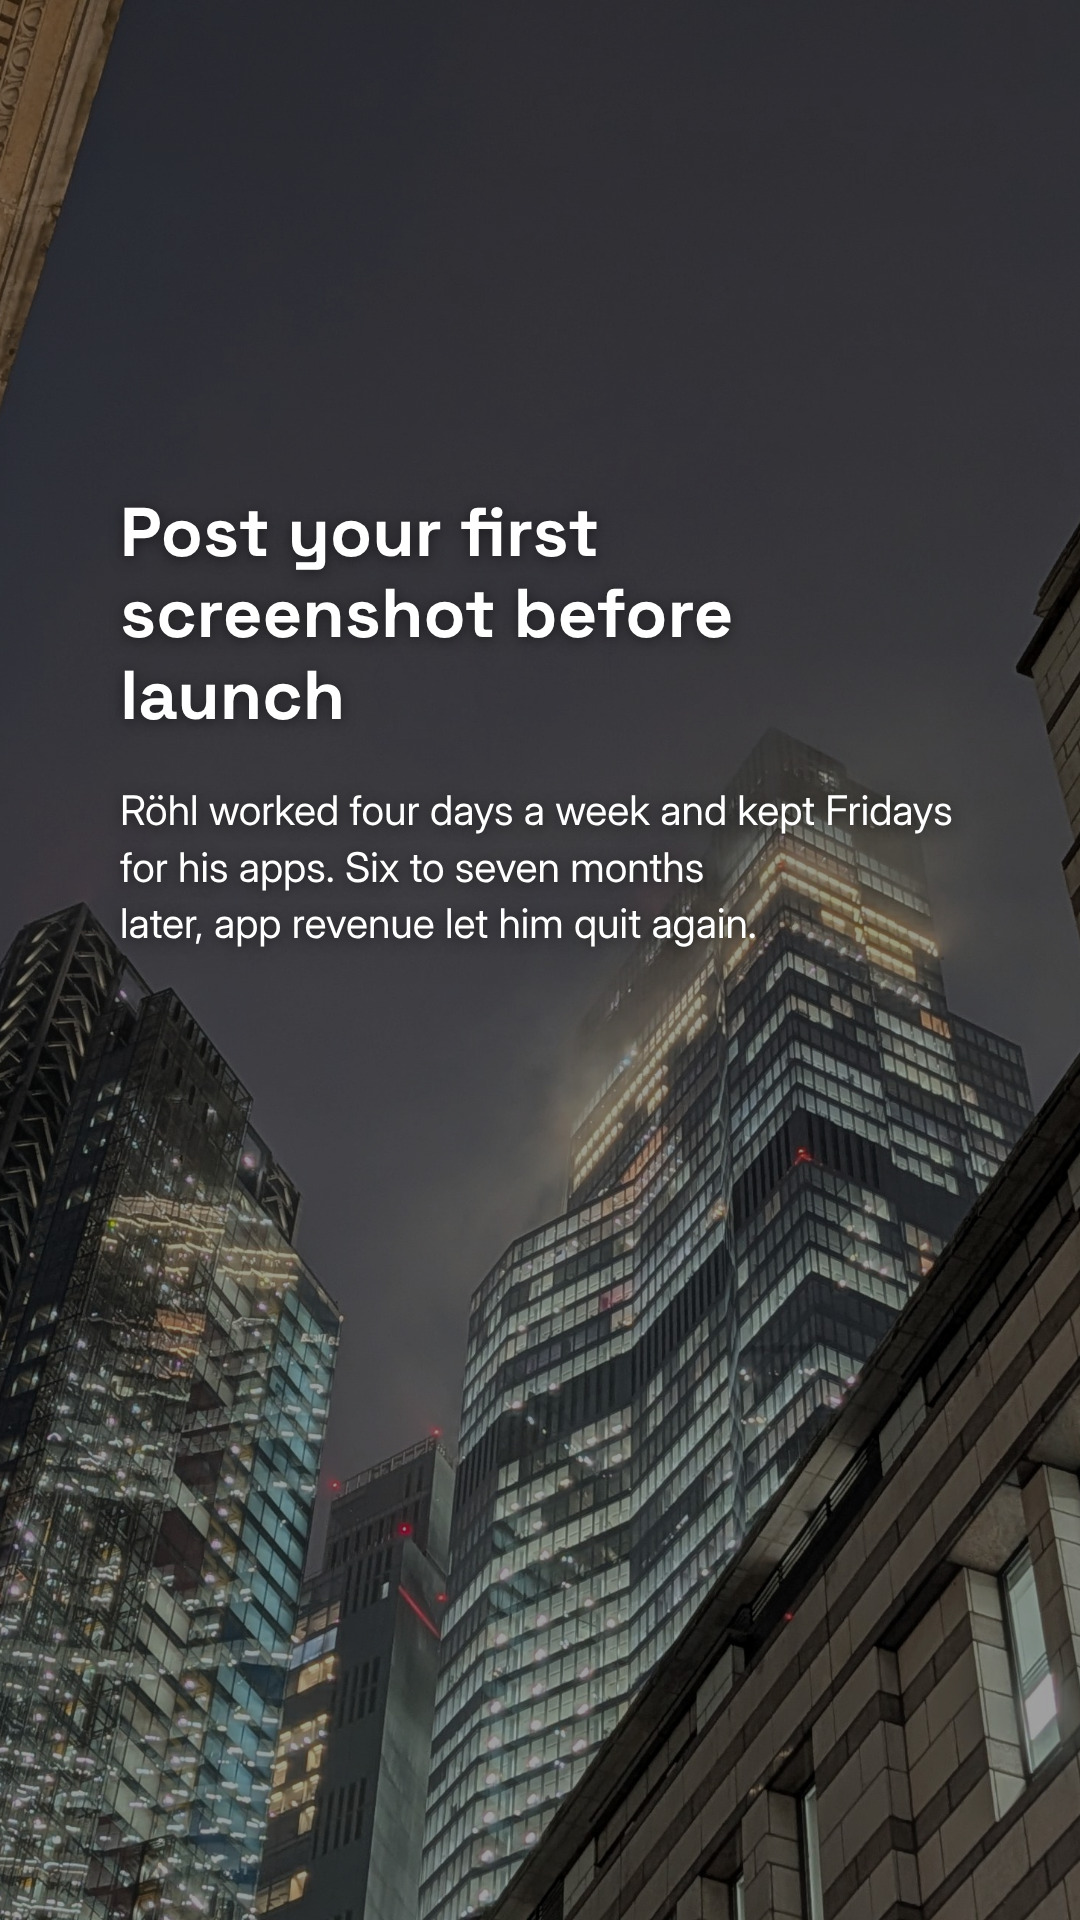 Post your first
screenshot before
launch
Röhl worked four days a week and kept Fridays
for his apps. Six to seven months
later, app revenue let him quit again.